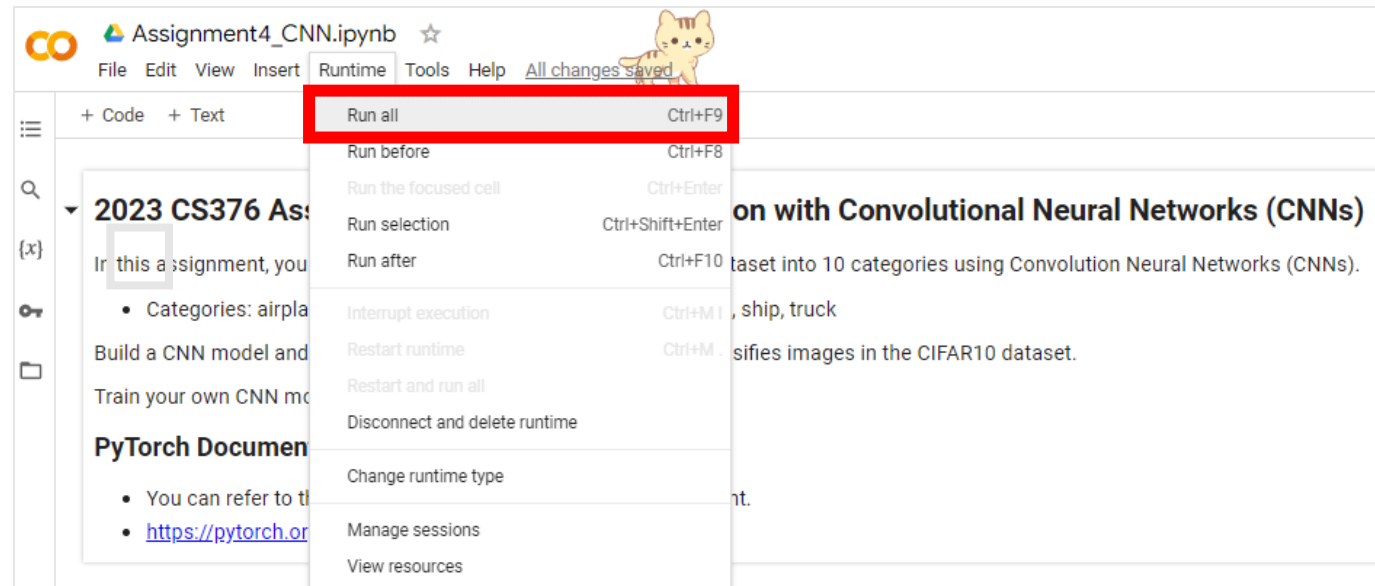 Assignment4_CNN.ipynb
File Edit View Insert Runtime Tools Help All changes saved
+ Code + Text
Run all Ctrl+F9
Run before Ctrl+F8
Run the focused cell Ctrl+Enter
Run selection Ctrl+Shift+Enter
Run after Ctrl+F10
Interrupt execution Ctrl+M I
Restart runtime Ctrl+M .
Restart and run all
Disconnect and delete runtime
Change runtime type
Manage sessions
View resources
{x}
2023 CS376 Ass on with Convolutional Neural Networks (CNNs)
In this assignment, you taset into 10 categories using Convolution Neural Networks (CNNs).
Categories: airpla , ship, truck
Build a CNN model and sifies images in the CIFAR10 dataset.
Train your own CNN mo
PyTorch Documen
You can refer to th nt.
https://pytorch.or